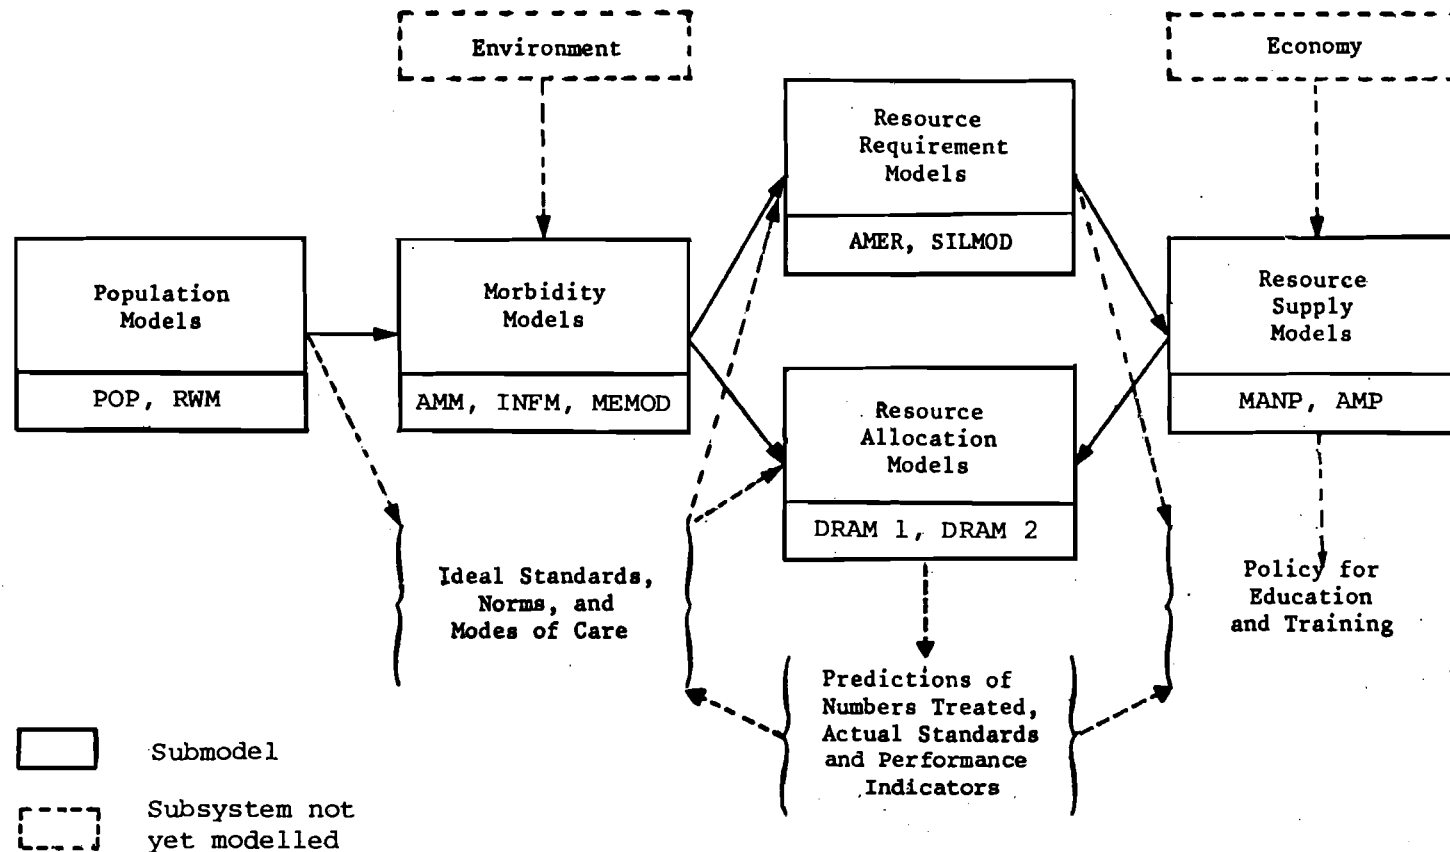 Environment
Economy
Resource
Requirement
Models
AMER, SILMOD
Population
Models
POP, RWM
Morbidity
Models
AMM, INFM, MEMOD
Resource
Supply
Models
MANP, AMP
Resource
Allocation
Models
DRAM 1, DRAM 2
Ideal Standards,
Norms, and
Modes of Care
Policy for
Education
and Training
Predictions of
Numbers Treated,
Actual Standards
and Performance
Indicators
Submodel
Subsystem not
yet modelled